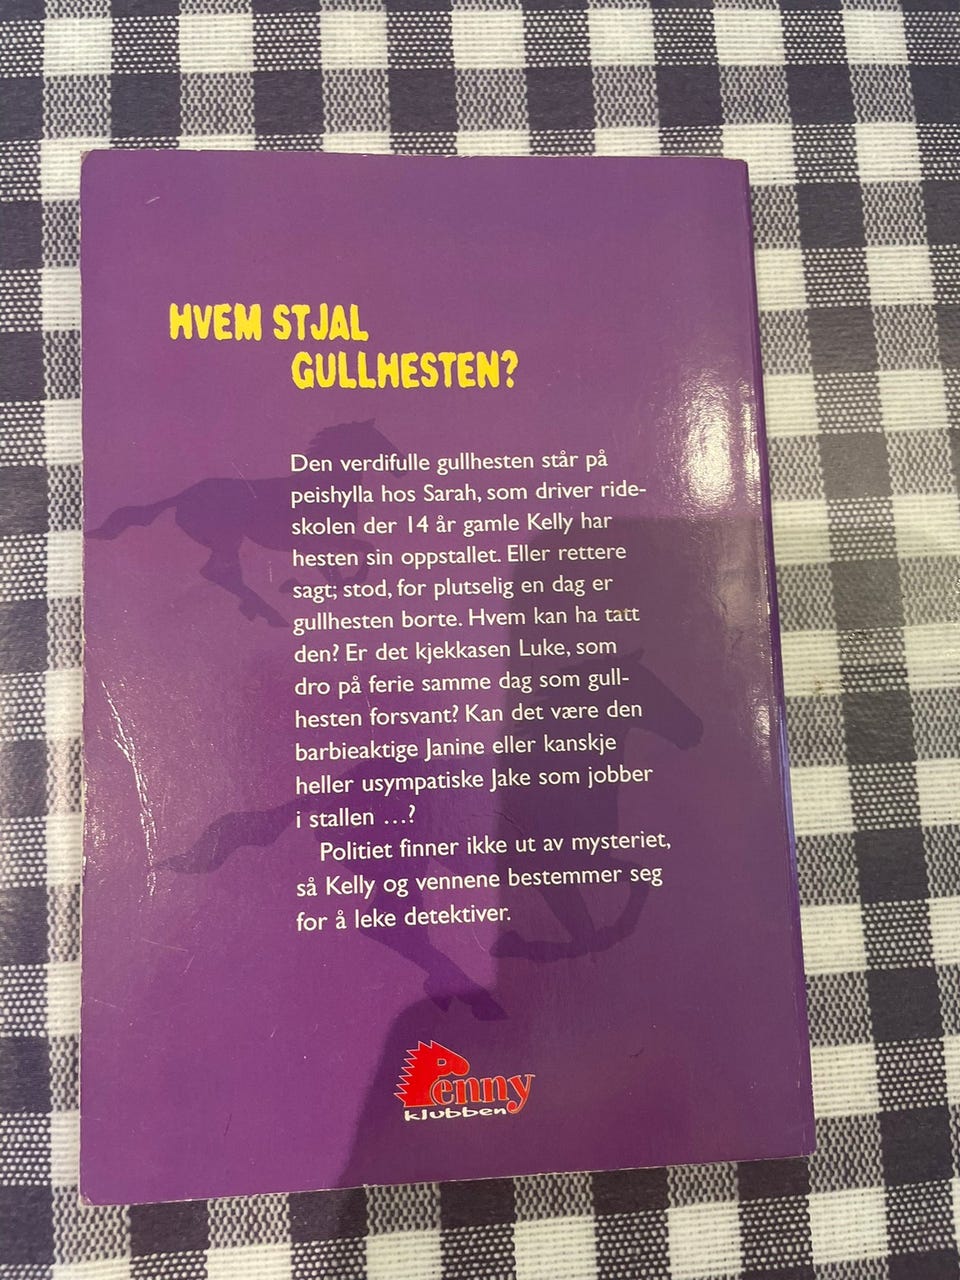 HVEM STJAL
GULLHESTEN?
Den verdifulle gullhesten står på
peishylla hos Sarah, som driver ride-
skolen der 14 år gamle Kelly har
hesten sin oppstallet. Eller rettere
sagt; stod, for plutselig en dag er
gullhesten borte. Hvem kan ha tatt
den? Er det kjekkasen Luke, som
dro på ferie samme dag som gull-
hesten forsvant? Kan det være den
barbieaktige Janine eller kanskje
heller usympatiske Jake som jobber
i stallen ...?
Politiet finner ikke ut av mysteriet,
så Kelly og vennene bestemmer seg
for å leke detektiver.
Penny
klubben